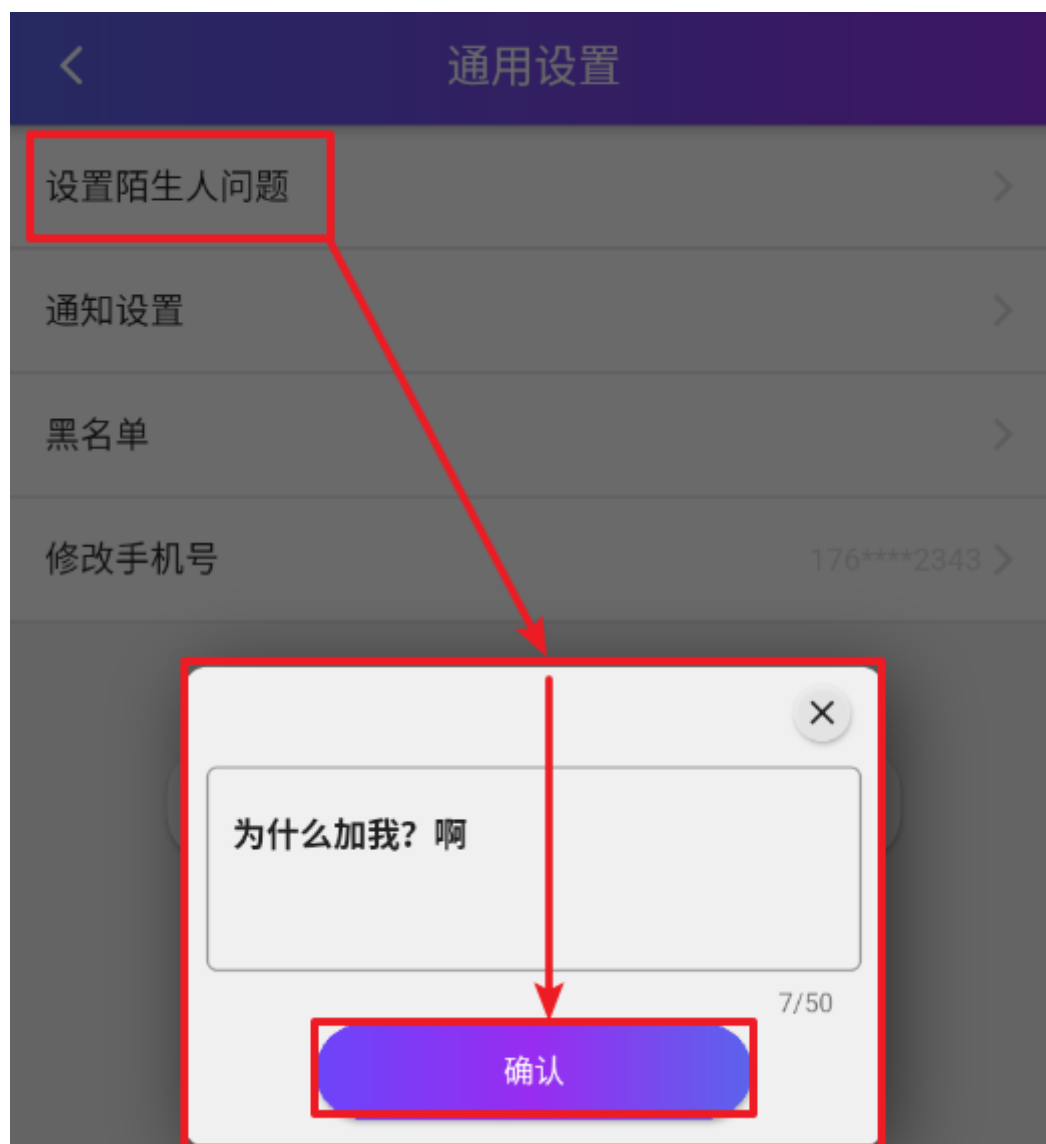 通用设置
设置陌生人问题
通知设置
黑名单
修改手机号 176****2343
为什么加我？啊
7/50
确认